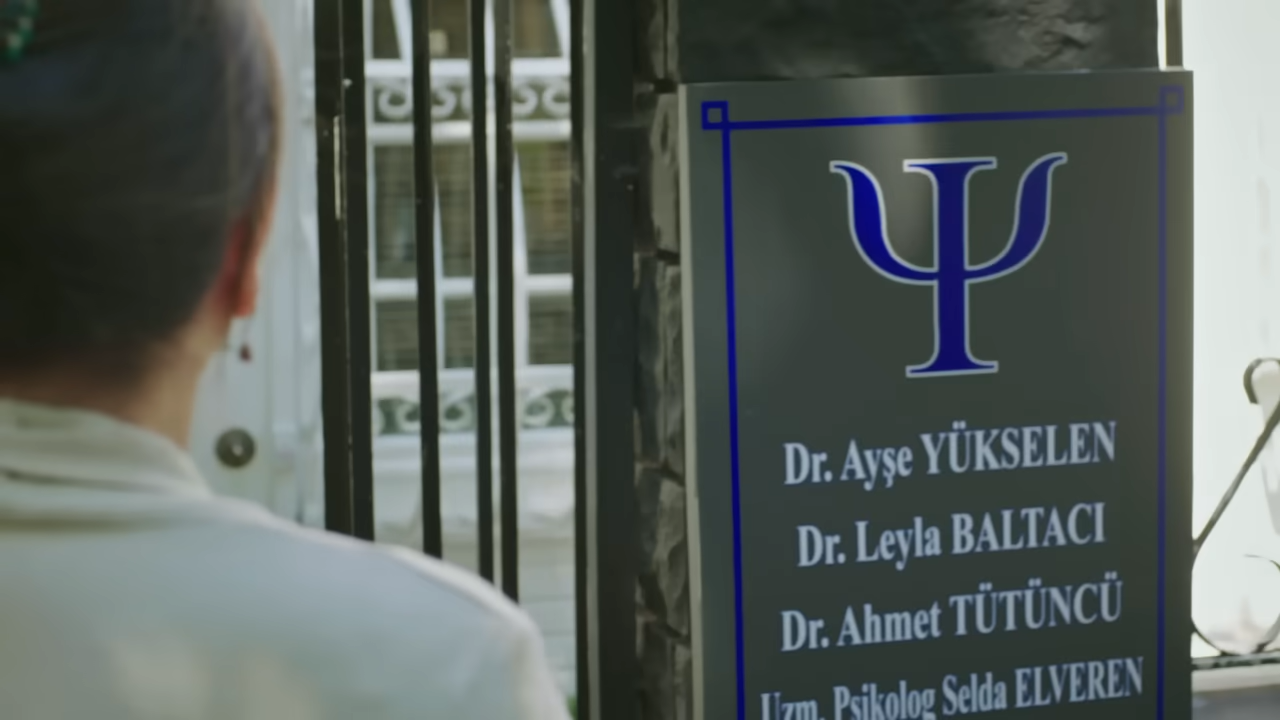 Ψ
Dr. Ayşe YÜKSELEN
Dr. Leyla BALTACI
Dr. Ahmet TÜTÜNCÜ
Uzm. Psikolog Selda ELVEREN